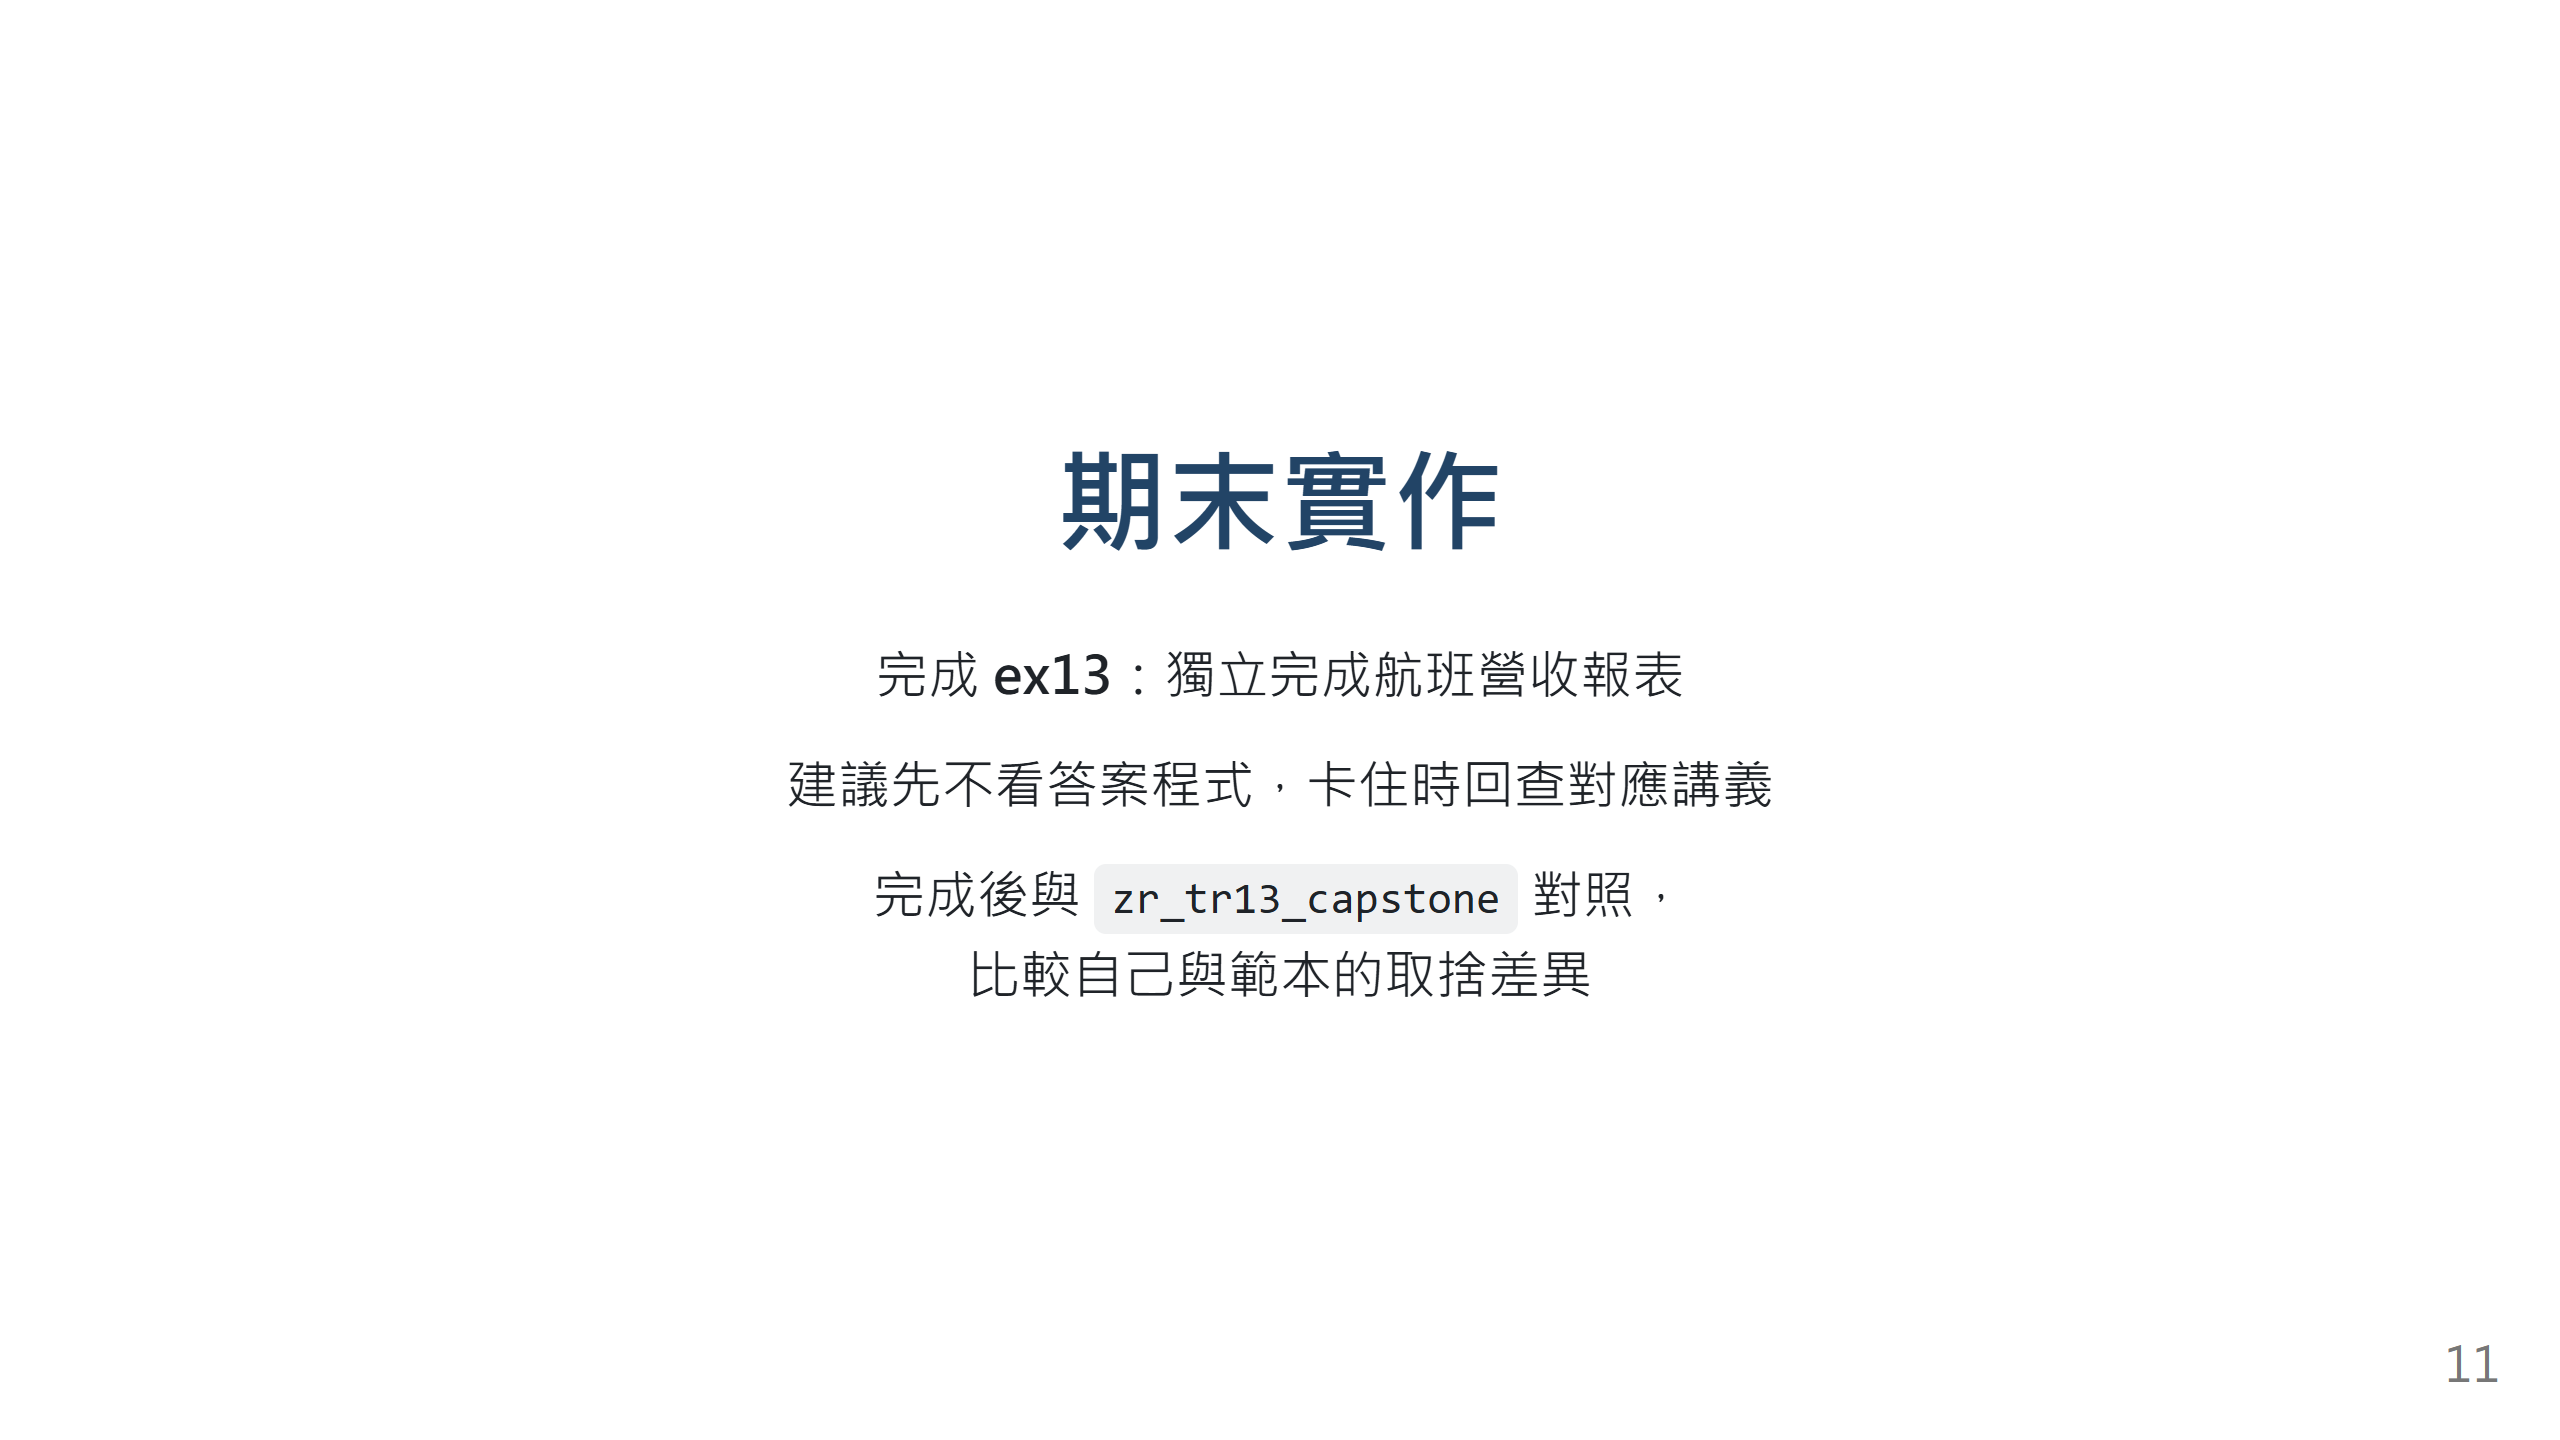 期末實作
完成 ex13：獨立完成航班營收報表
建議先不看答案程式，卡住時回查對應講義
完成後與 zr_tr13_capstone 對照，
比較自己與範本的取捨差異
11